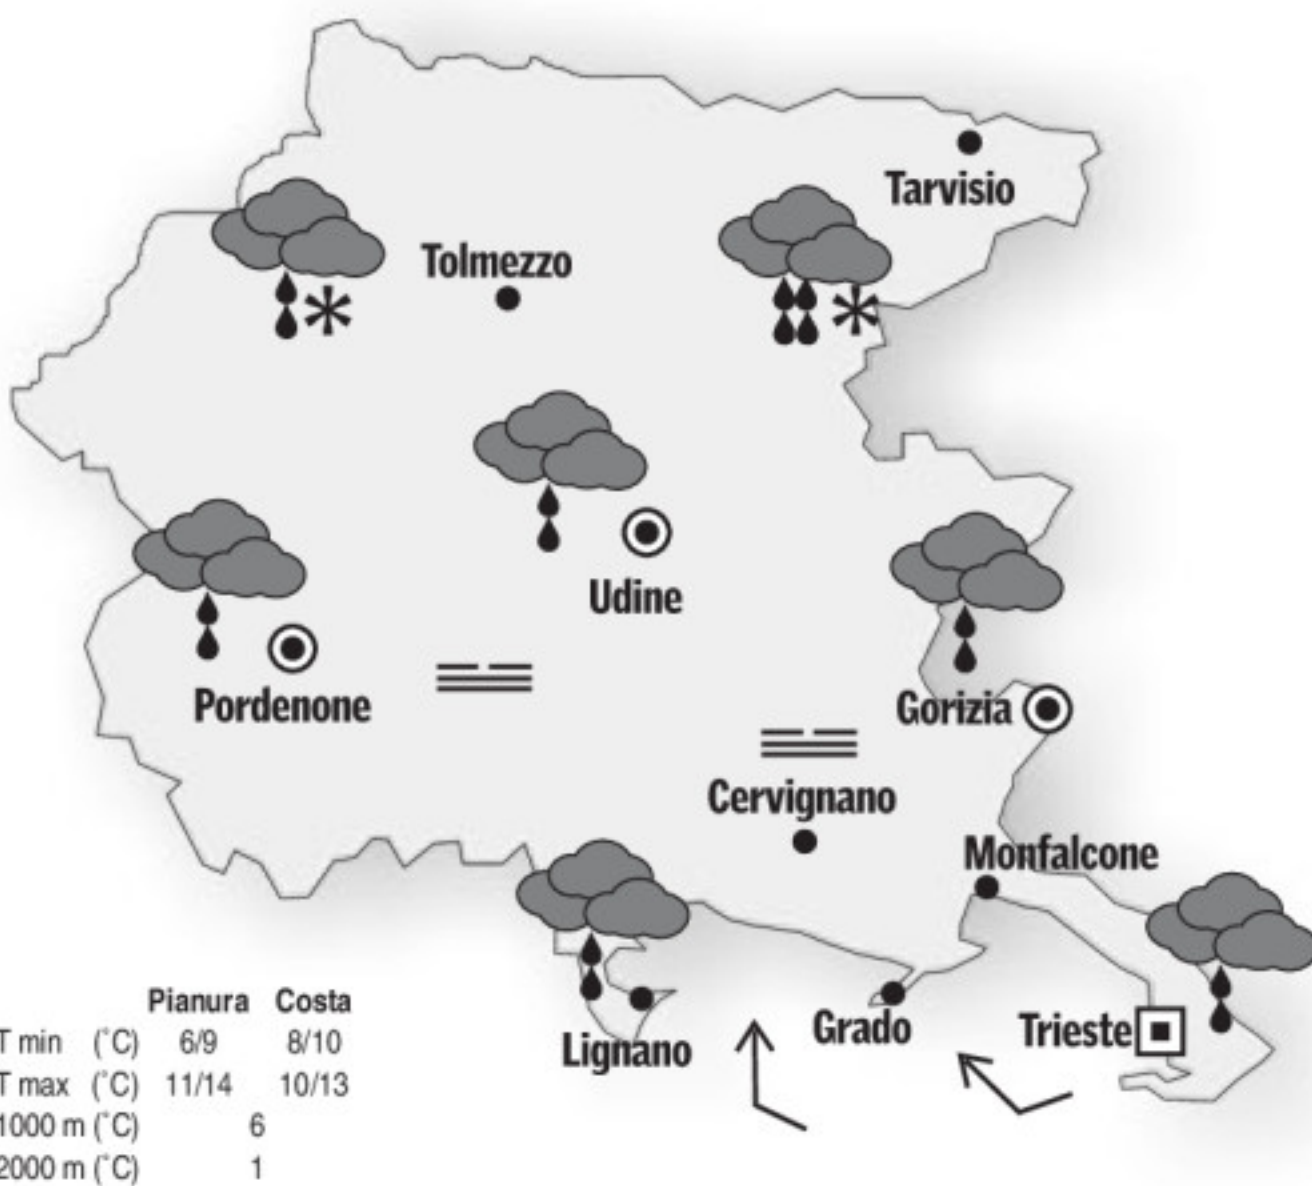 Tarvisio
Tolmezzo
Udine
Pordenone
Gorizia
Cervignano
Monfalcone
Grado
Trieste
Lignano
Pianura Costa
T min (°C) 6/9 8/10
T max (°C) 11/14 10/13
1000 m (°C) 6
2000 m (°C) 1